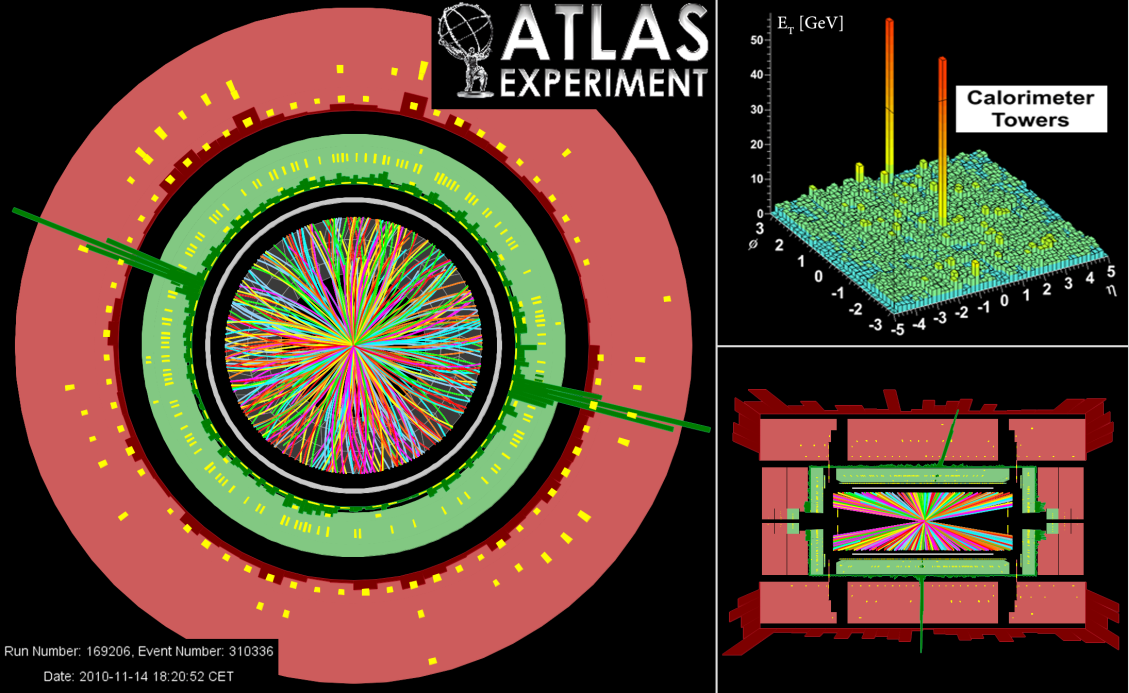 ATLAS
EXPERIMENT
Run Number: 169206, Event Number: 310336
Date: 2010-11-14 18:20:52 CET
E_T [GeV]
50
40
30
20
10
0
Calorimeter
Towers
3
2
1
0
-1
-2
-3
ϕ
-5
-4
-3
-2
-1
0
1
2
3
4
5
η